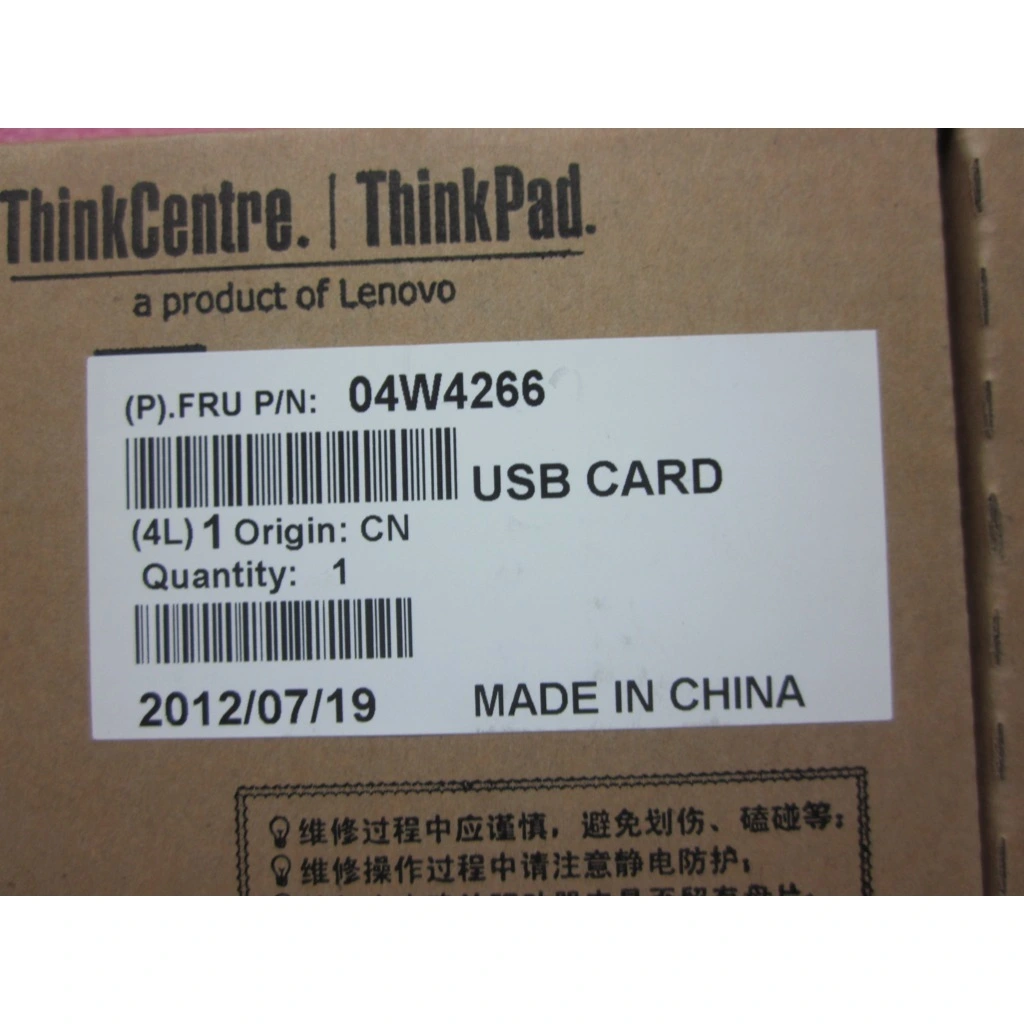 ThinkCentre. | ThinkPad.
a product of Lenovo
(P).FRU P/N: 04W4266
USB CARD
(4L) 1 Origin: CN
Quantity: 1
2012/07/19 MADE IN CHINA
维修过程中应谨慎，避免划伤、磕碰等；
维修操作过程中请注意静电防护；